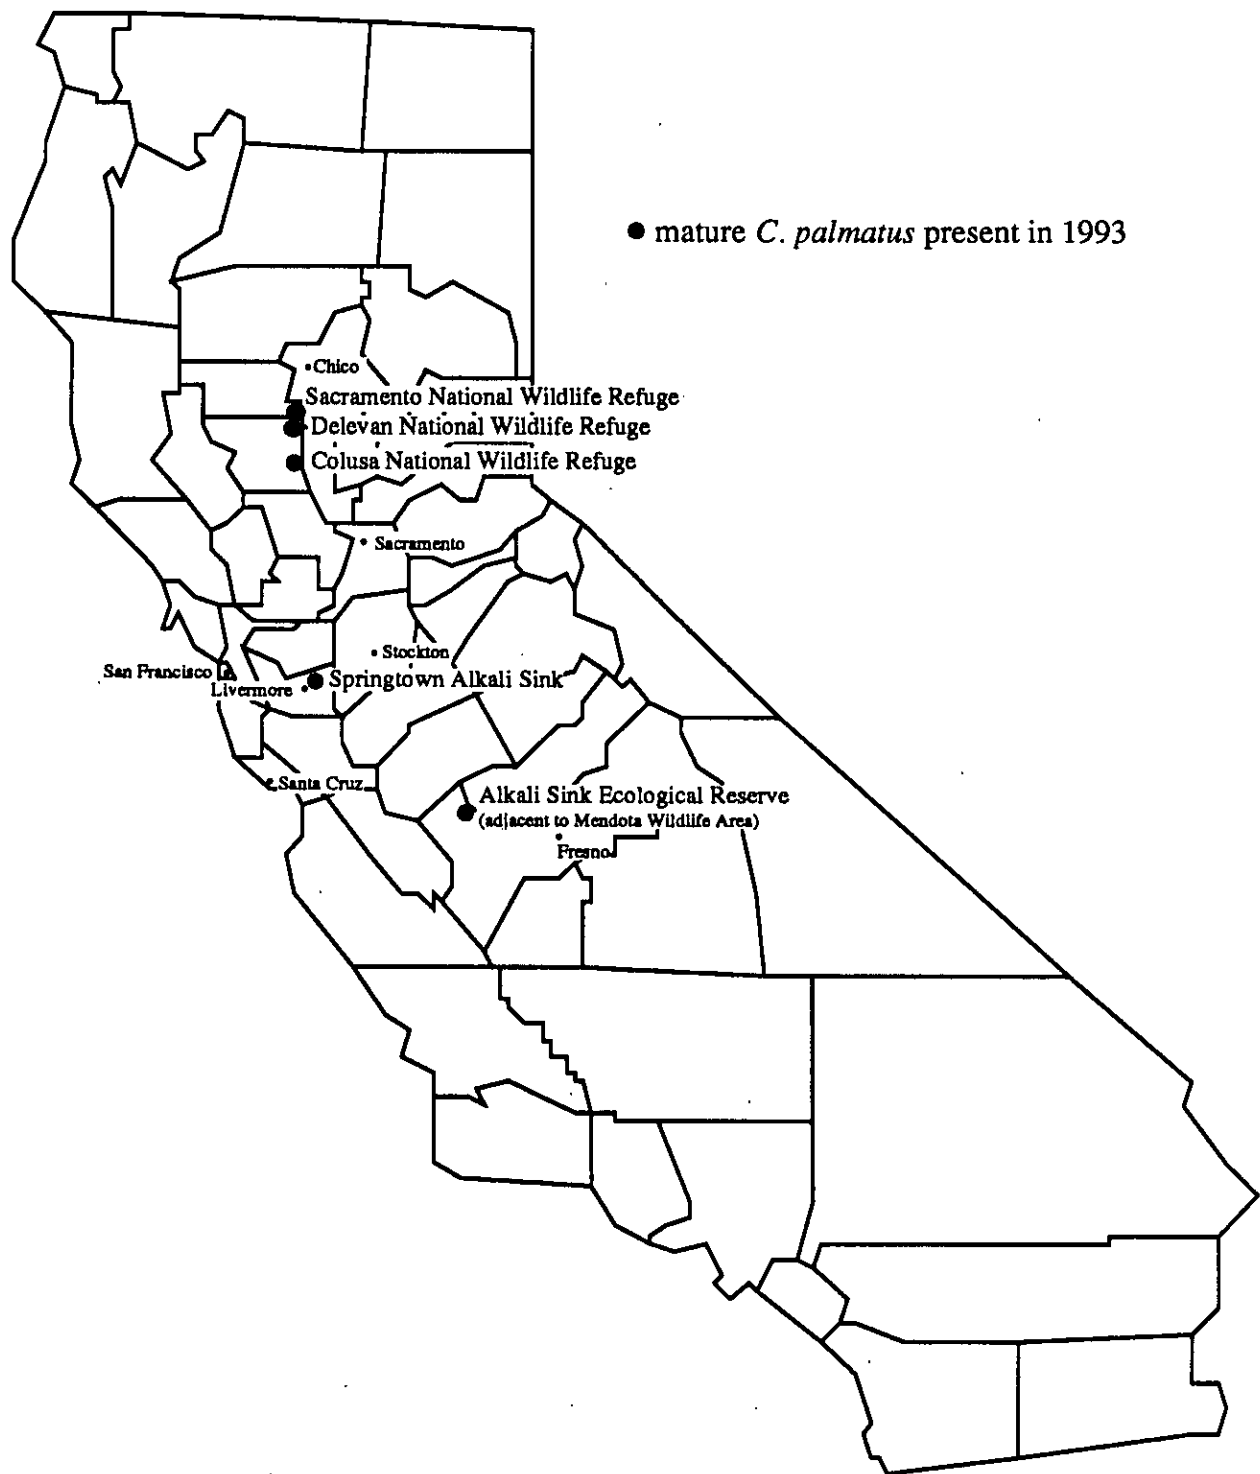 ● mature C. palmatus present in 1993
Chico
Sacramento National Wildlife Refuge
Delevan National Wildlife Refuge
Colusa National Wildlife Refuge
Sacramento
Stockton
San Francisco
Springtown Alkali Sink
Livermore
Santa Cruz
Alkali Sink Ecological Reserve
(adjacent to Mendota Wildlife Area)
Fresno